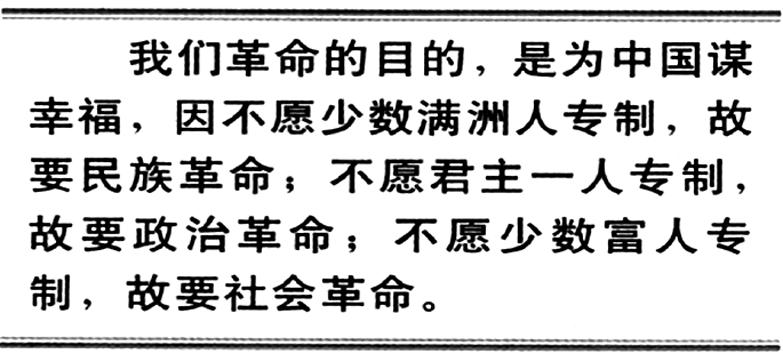 我们革命的目的，是为中国谋
幸福，因不愿少数满洲人专制，故
要民族革命；不愿君主一人专制，
故要政治革命；不愿少数富人专
制，故要社会革命。